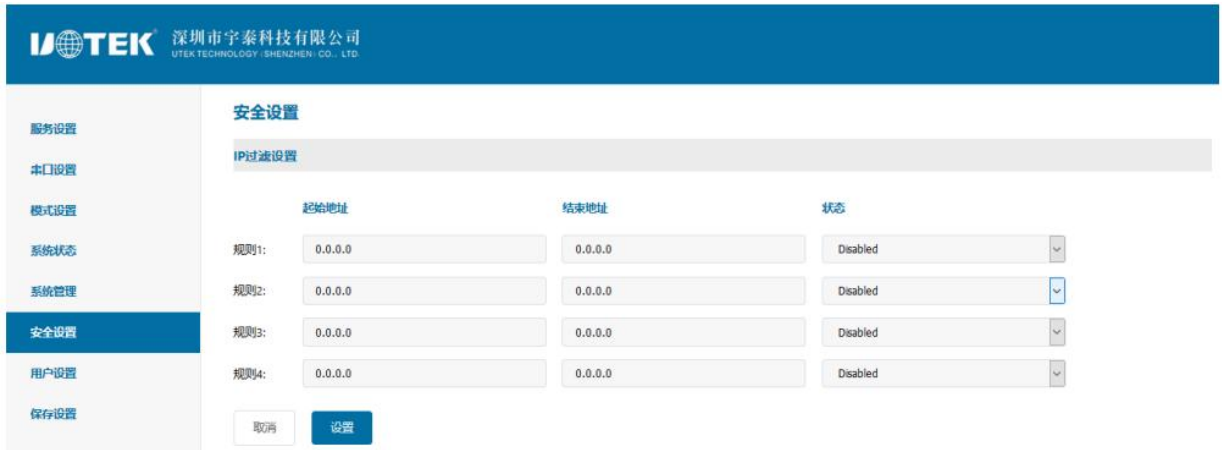 UTEK 深圳市宇泰科技有限公司
UTEK TECHNOLOGY (SHENZHEN) CO., LTD.
服务设置
串口设置
模式设置
系统状态
系统管理
安全设置
用户设置
保存设置
安全设置
IP过滤设置
起始地址 结束地址 状态
规则1: 0.0.0.0 0.0.0.0 Disabled
规则2: 0.0.0.0 0.0.0.0 Disabled
规则3: 0.0.0.0 0.0.0.0 Disabled
规则4: 0.0.0.0 0.0.0.0 Disabled
取消 设置